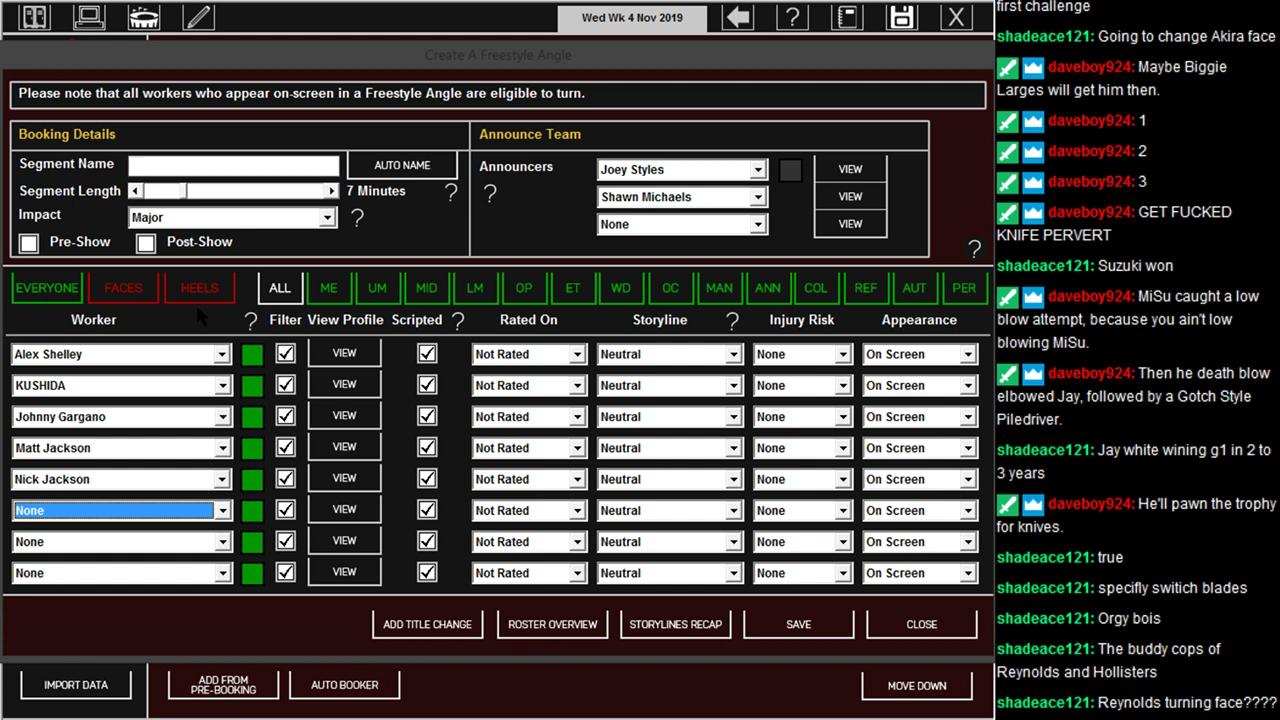 Wed Wk 4 Nov 2019
?
X
Create A Freestyle Angle
Please note that all workers who appear on-screen in a Freestyle Angle are eligible to turn.
Booking Details
Segment Name
AUTO NAME
Segment Length
7 Minutes
?
Impact
Major
?
Pre-Show
Post-Show
Announce Team
Announcers
?
Joey Styles
VIEW
Shawn Michaels
VIEW
None
VIEW
?
EVERYONE FACES HEELS ALL ME UM MID LM OP ET WD OC MAN ANN COL REF AUT PER
Worker ? Filter View Profile Scripted ? Rated On Storyline ? Injury Risk Appearance
Alex Shelley VIEW Not Rated Neutral None On Screen
KUSHIDA VIEW Not Rated Neutral None On Screen
Johnny Gargano VIEW Not Rated Neutral None On Screen
Matt Jackson VIEW Not Rated Neutral None On Screen
Nick Jackson VIEW Not Rated Neutral None On Screen
None VIEW Not Rated Neutral None On Screen
None VIEW Not Rated Neutral None On Screen
None VIEW Not Rated Neutral None On Screen
ADD TITLE CHANGE
ROSTER OVERVIEW
STORYLINES RECAP
SAVE
CLOSE
IMPORT DATA
ADD FROM
PRE-BOOKING
AUTO BOOKER
MOVE DOWN
first challenge
shadeace121: Going to change Akira face
daveboy924: Maybe Biggie
Larges will get him then.
daveboy924: 1
daveboy924: 2
daveboy924: 3
daveboy924: GET FUCKED
KNIFE PERVERT
shadeace121: Suzuki won
daveboy924: MiSu caught a low
blow attempt, because you ain't low
blowing MiSu.
daveboy924: Then he death blow
elbowed Jay, followed by a Gotch Style
Piledriver.
shadeace121: Jay white wining g1 in 2 to
3 years
daveboy924: He'll pawn the trophy
for knives.
shadeace121: true
shadeace121: specifly switich blades
shadeace121: Orgy bois
shadeace121: The buddy cops of
Reynolds and Hollisters
shadeace121: Reynolds turning face????